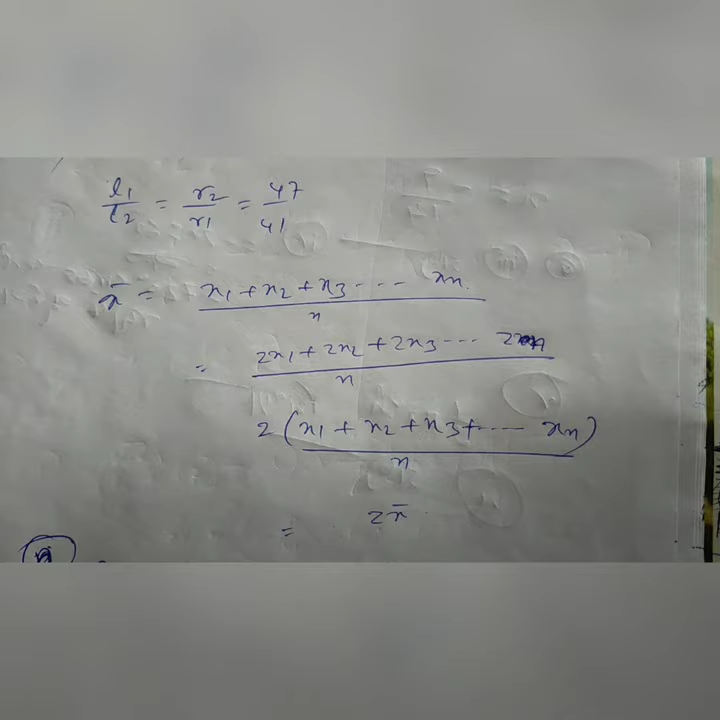 l1/l2 = r2/r1 = 47/41
x̄ = x1 + x2 + x3 --- xn / n
= 2x1 + 2x2 + 2x3 --- 2xn / n
2 (x1 + x2 + x3 + ---- xn) / n
= 2x̄